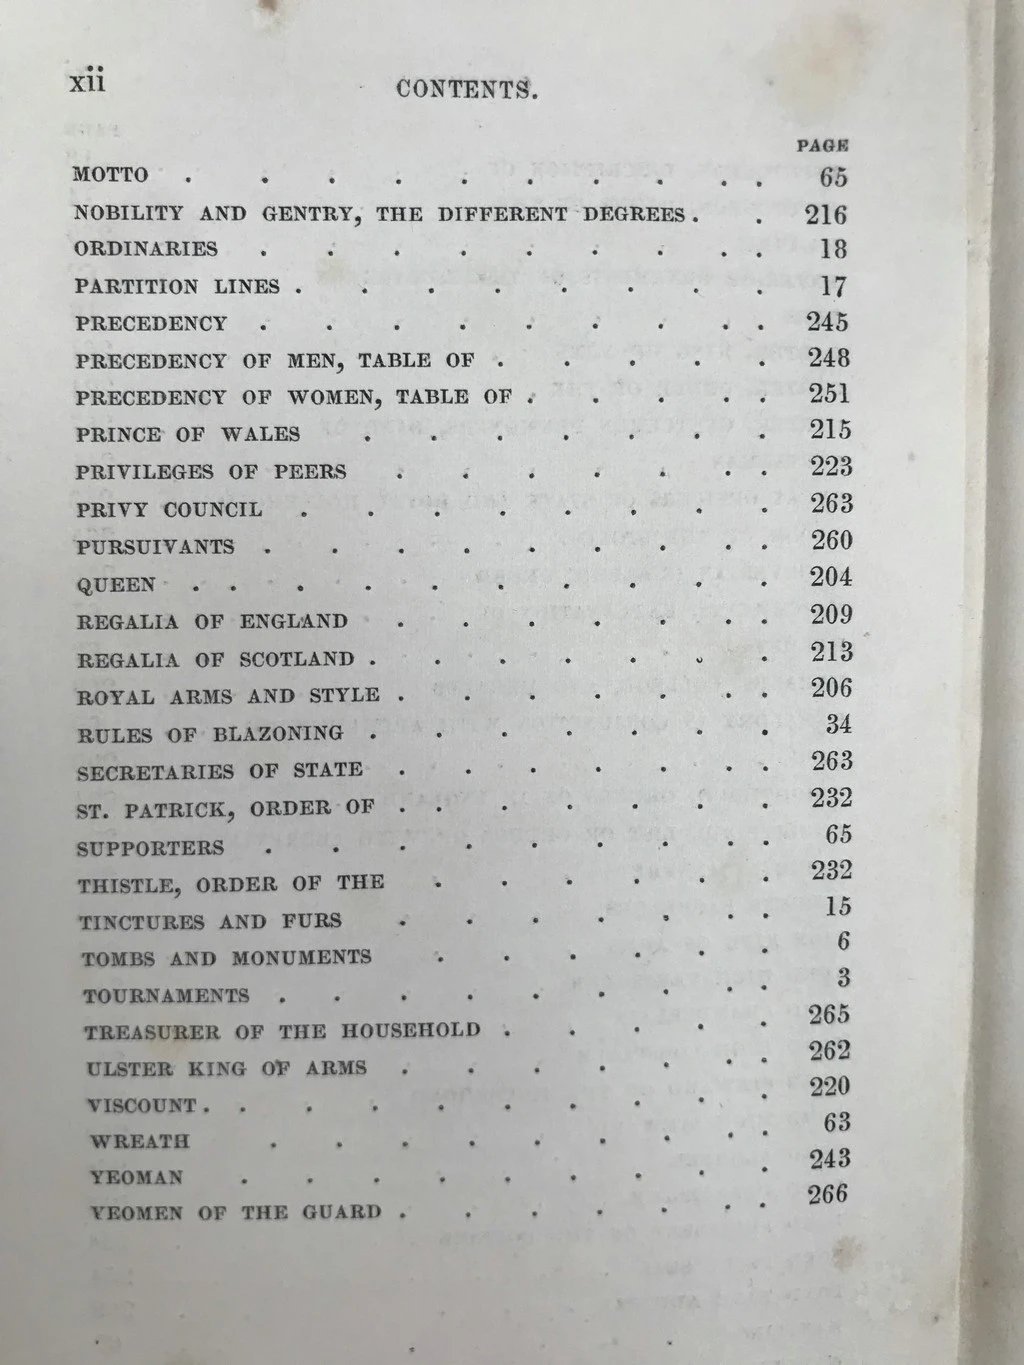 xii CONTENTS.
PAGE
MOTTO . . . . . . . . . . 65
NOBILITY AND GENTRY, THE DIFFERENT DEGREES . . 216
ORDINARIES . . . . . . . . . 18
PARTITION LINES . . . . . . . . 17
PRECEDENCY . . . . . . . . . 245
PRECEDENCY OF MEN, TABLE OF . . . . . 248
PRECEDENCY OF WOMEN, TABLE OF . . . . . 251
PRINCE OF WALES . . . . . . . 215
PRIVILEGES OF PEERS . . . . . . . 223
PRIVY COUNCIL . . . . . . . . 263
PURSUIVANTS . . . . . . . . . 260
QUEEN . . . . . . . . . . 204
REGALIA OF ENGLAND . . . . . . . 209
REGALIA OF SCOTLAND . . . . . . . 213
ROYAL ARMS AND STYLE . . . . . . . 206
RULES OF BLAZONING . . . . . . . 34
SECRETARIES OF STATE . . . . . . . 263
ST. PATRICK, ORDER OF . . . . . . . 232
SUPPORTERS . . . . . . . . . 65
THISTLE, ORDER OF THE . . . . . . 232
TINCTURES AND FURS . . . . . . . 15
TOMBS AND MONUMENTS . . . . . . 6
TOURNAMENTS . . . . . . . . . 3
TREASURER OF THE HOUSEHOLD . . . . . 265
ULSTER KING OF ARMS . . . . . . . 262
VISCOUNT . . . . . . . . . . 220
WREATH . . . . . . . . . 63
YEOMAN . . . . . . . . . 243
YEOMEN OF THE GUARD . . . . . . . 266